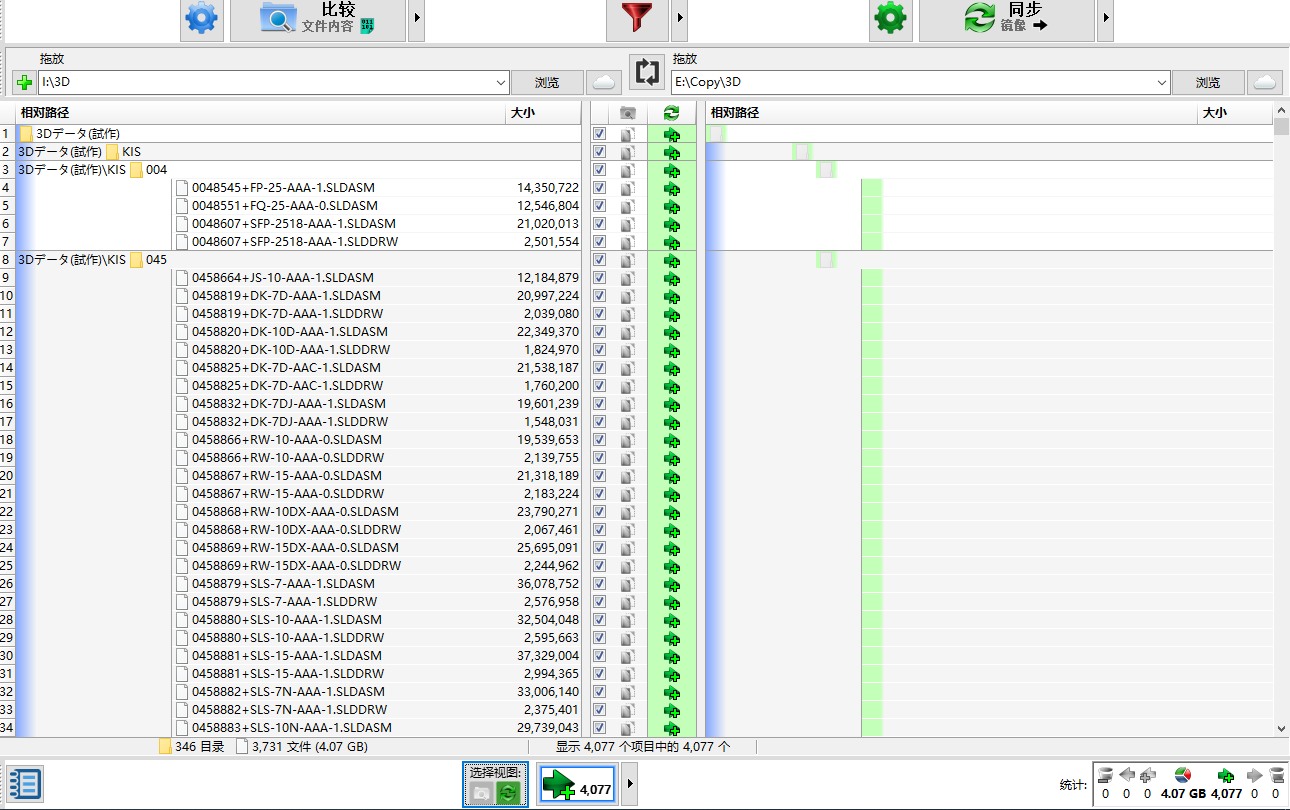 比较
文件内容
同步
镜像
拖放
拖放
I:\3D
浏览
E:\Copy\3D
浏览
相对路径 大小 相对路径 大小
1 3Dデータ(試作)
2 3Dデータ(試作) KIS
3 3Dデータ(試作)\KIS 004
4 0048545+FP-25-AAA-1.SLDASM 14,350,722
5 0048551+FQ-25-AAA-0.SLDASM 12,546,804
6 0048607+SFP-2518-AAA-1.SLDASM 21,020,013
7 0048607+SFP-2518-AAA-1.SLDDRW 2,501,554
8 3Dデータ(試作)\KIS 045
9 0458664+JS-10-AAA-1.SLDASM 12,184,879
10 0458819+DK-7D-AAA-1.SLDASM 20,997,224
11 0458819+DK-7D-AAA-1.SLDDRW 2,039,080
12 0458820+DK-10D-AAA-1.SLDASM 22,349,370
13 0458820+DK-10D-AAA-1.SLDDRW 1,824,970
14 0458825+DK-7D-AAC-1.SLDASM 21,538,187
15 0458825+DK-7D-AAC-1.SLDDRW 1,760,200
16 0458832+DK-7DJ-AAA-1.SLDASM 19,601,239
17 0458832+DK-7DJ-AAA-1.SLDDRW 1,548,031
18 0458866+RW-10-AAA-0.SLDASM 19,539,653
19 0458866+RW-10-AAA-0.SLDDRW 2,139,755
20 0458867+RW-15-AAA-0.SLDASM 21,318,189
21 0458867+RW-15-AAA-0.SLDDRW 2,183,224
22 0458868+RW-10DX-AAA-0.SLDASM 23,790,271
23 0458868+RW-10DX-AAA-0.SLDDRW 2,067,461
24 0458869+RW-15DX-AAA-0.SLDASM 25,695,091
25 0458869+RW-15DX-AAA-0.SLDDRW 2,244,962
26 0458879+SLS-7-AAA-1.SLDASM 36,078,752
27 0458879+SLS-7-AAA-1.SLDDRW 2,576,958
28 0458880+SLS-10-AAA-1.SLDASM 32,504,048
29 0458880+SLS-10-AAA-1.SLDDRW 2,595,663
30 0458881+SLS-15-AAA-1.SLDASM 37,329,004
31 0458881+SLS-15-AAA-1.SLDDRW 2,994,365
32 0458882+SLS-7N-AAA-1.SLDASM 33,006,140
33 0458882+SLS-7N-AAA-1.SLDDRW 2,375,401
34 0458883+SLS-10N-AAA-1.SLDASM 29,739,043
346 目录 3,731 文件 (4.07 GB) 显示 4,077 个项目中的 4,077 个
选择视图:
4,077
统计:
0 0 0 4.07 GB 4,077 0 0